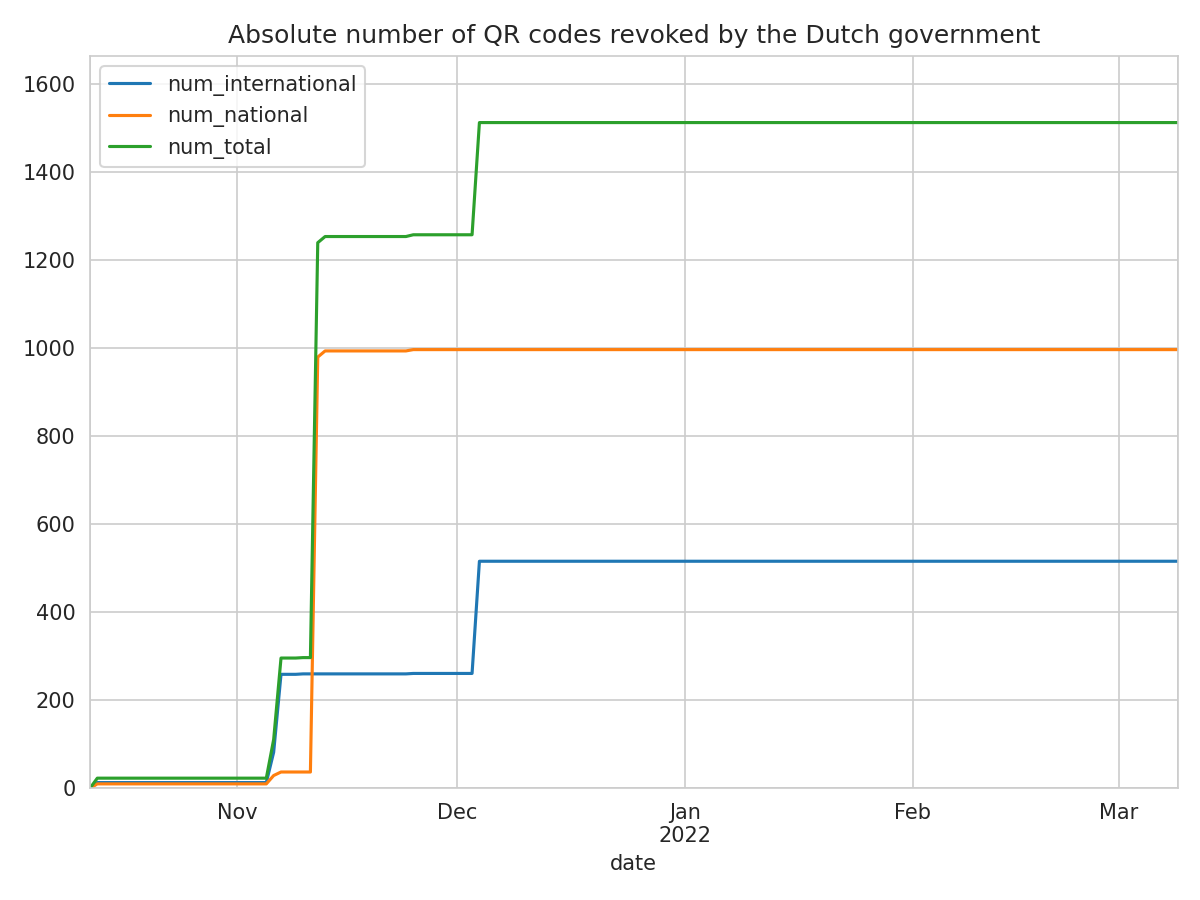 Absolute number of QR codes revoked by the Dutch government
num_international
num_national
num_total
1600
1400
1200
1000
800
600
400
200
0
Nov
Dec
Jan
2022
Feb
Mar
date